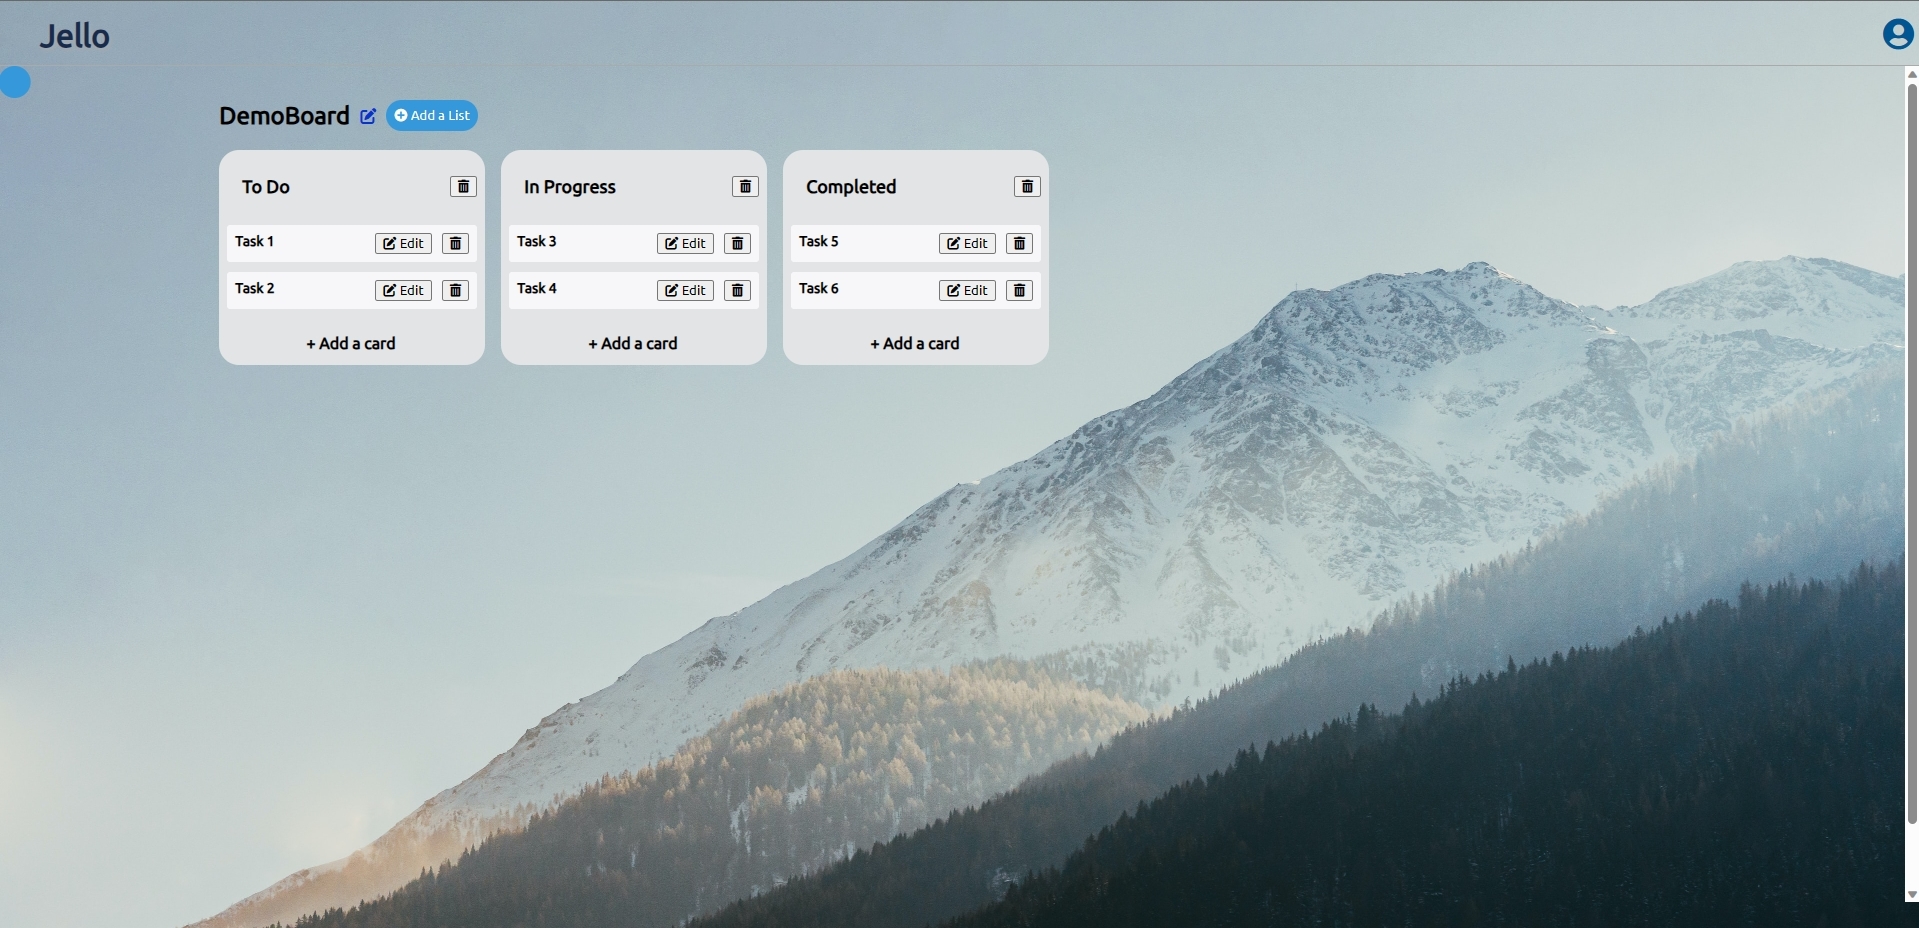 Jello
DemoBoard Add a List
To Do
Task 1 Edit
Task 2 Edit
+ Add a card
In Progress
Task 3 Edit
Task 4 Edit
+ Add a card
Completed
Task 5 Edit
Task 6 Edit
+ Add a card